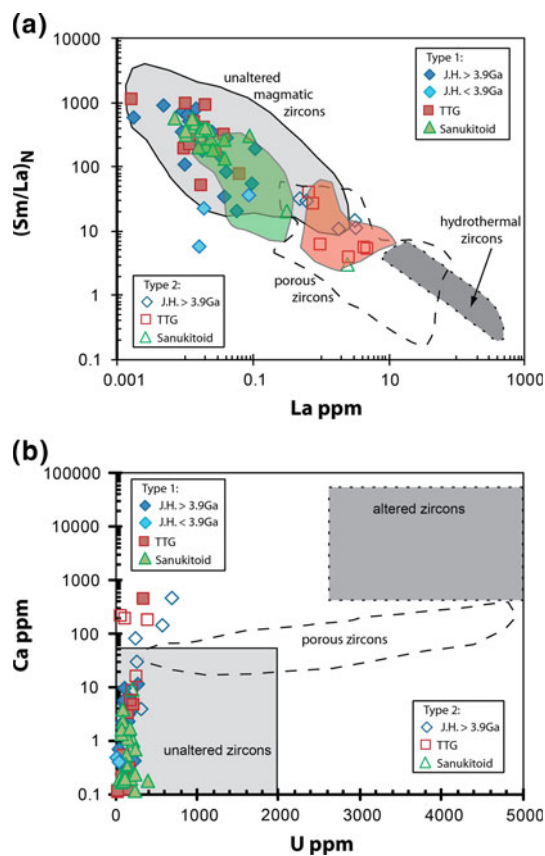 (a)
10000
1000
100
10
1
0.1
(Sm/La)N
unaltered
magmatic
zircons
Type 1:
J.H. > 3.9Ga
J.H. < 3.9Ga
TTG
Sanukitoid
hydrothermal
zircons
porous
zircons
Type 2:
J.H. > 3.9Ga
TTG
Sanukitoid
0.001
0.1
10
1000
La ppm
(b)
100000
10000
1000
100
10
1
0.1
Ca ppm
Type 1:
J.H. > 3.9Ga
J.H. < 3.9Ga
TTG
Sanukitoid
altered zircons
porous zircons
unaltered zircons
Type 2:
J.H. > 3.9Ga
TTG
Sanukitoid
0
1000
2000
3000
4000
5000
U ppm